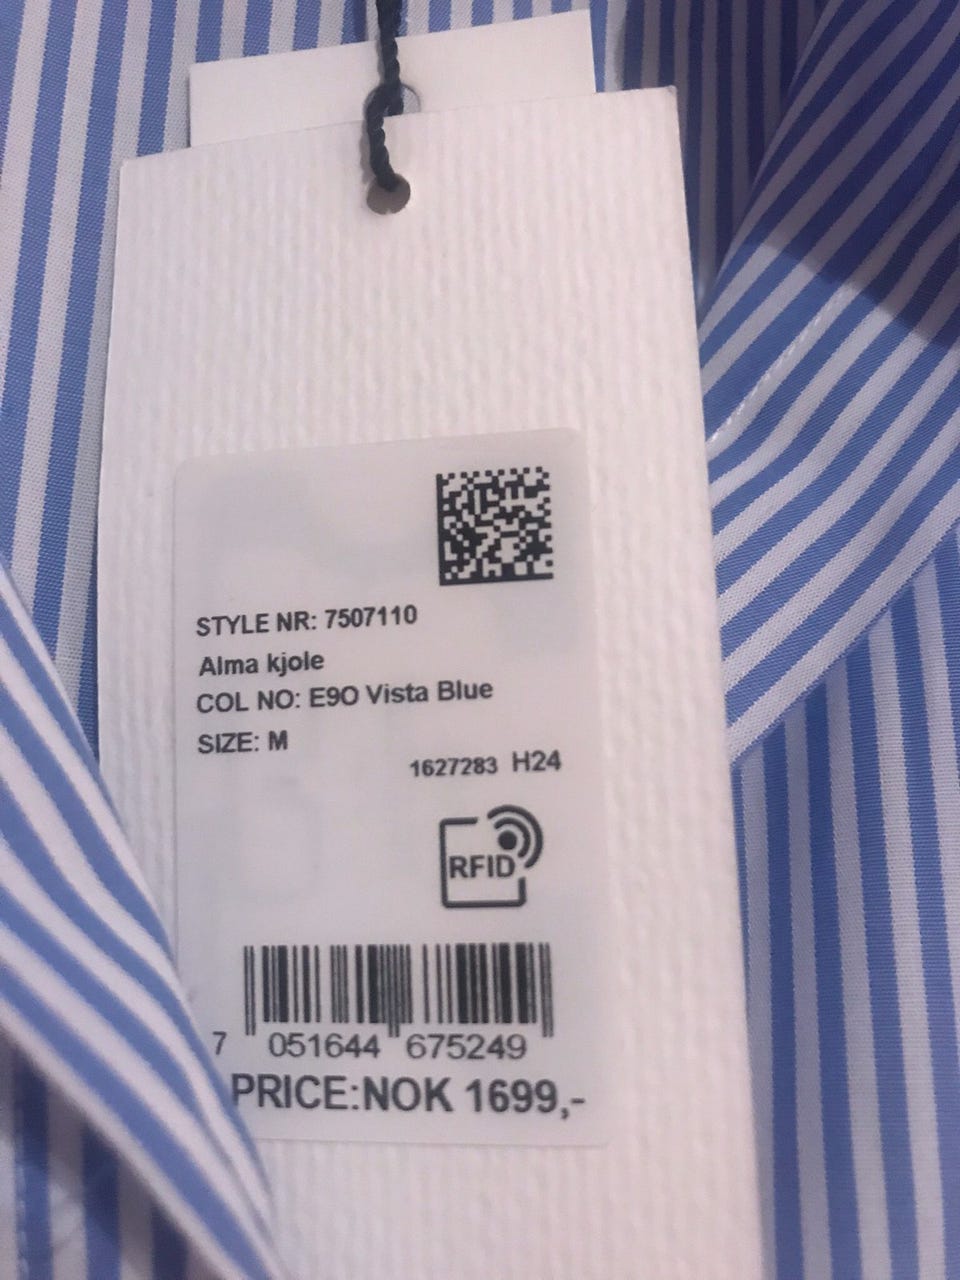 STYLE NR: 7507110
Alma kjole
COL NO: E9O Vista Blue
SIZE: M
1627283 H24
RFID
7 051644 675249
PRICE:NOK 1699,-